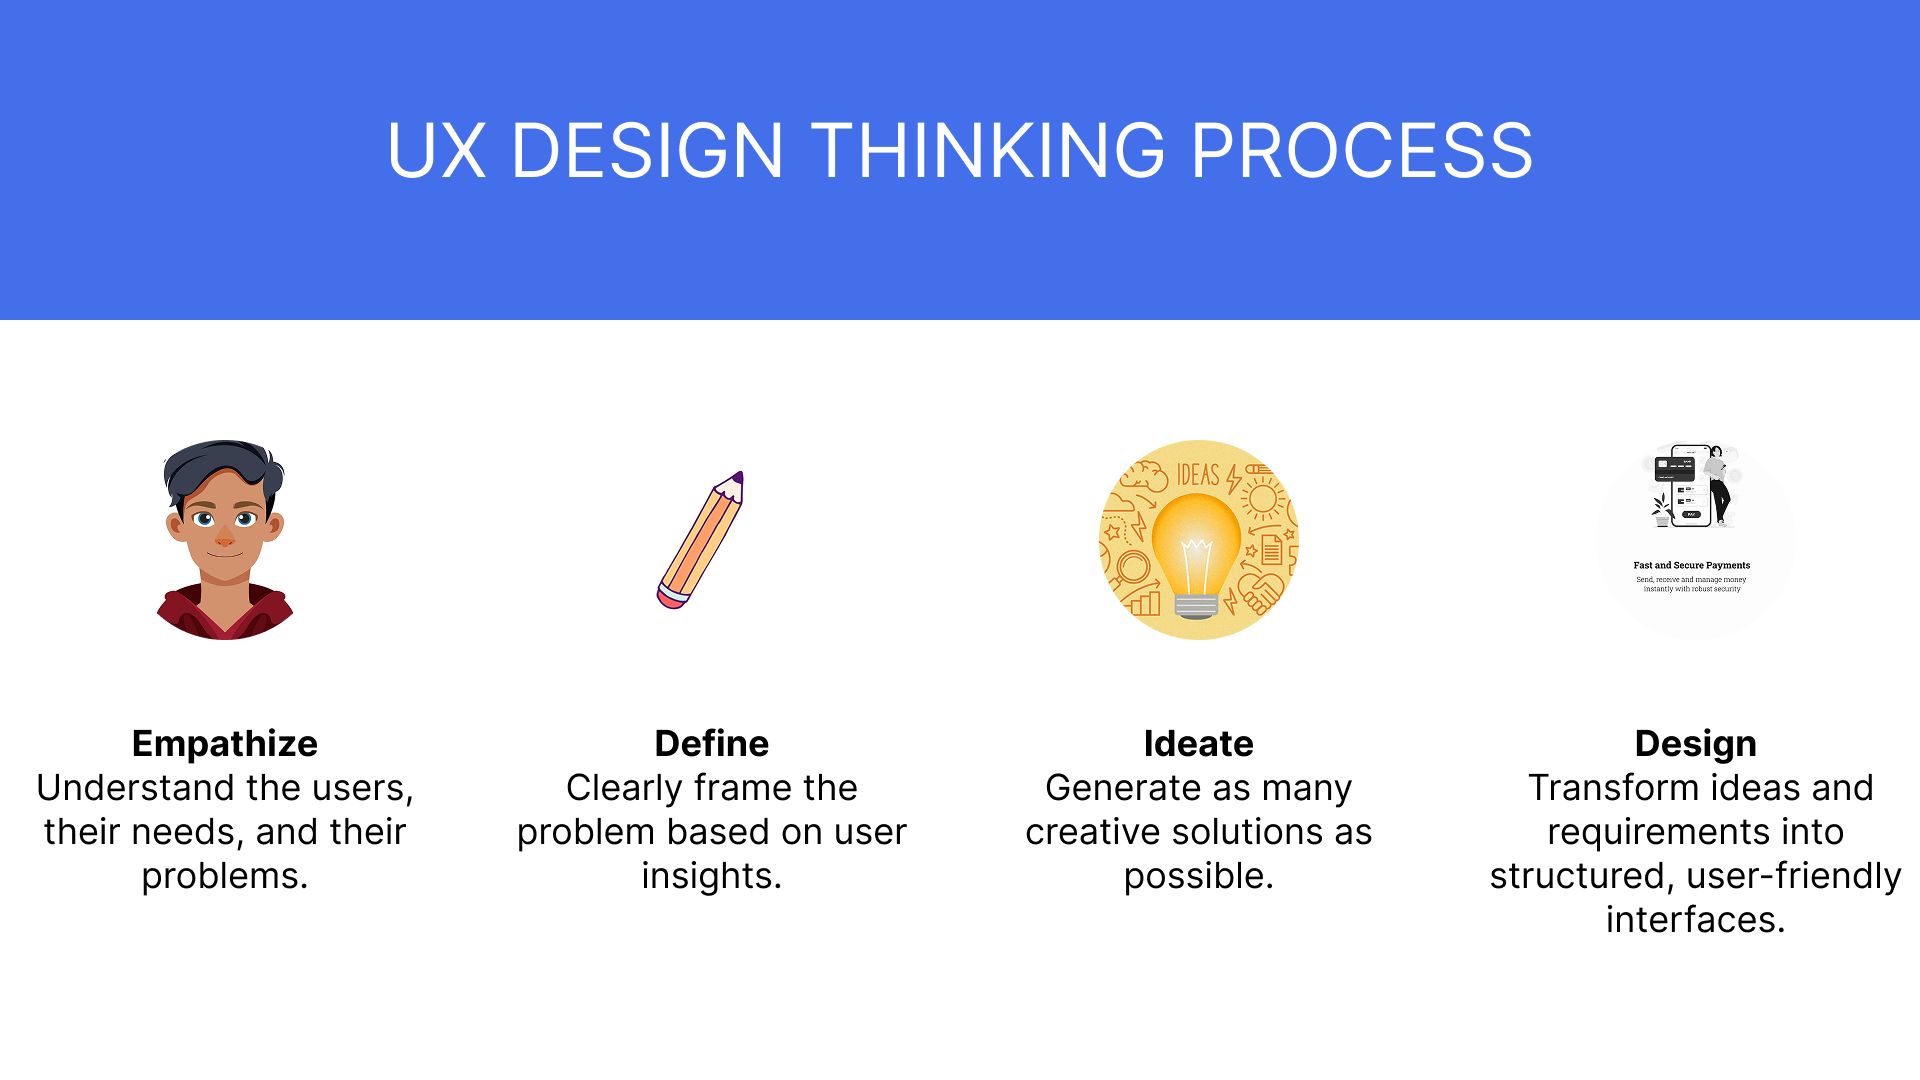 UX DESIGN THINKING PROCESS
IDEAS
PAY
Fast and Secure Payments
Send, receive and manage money
instantly with robust security
Empathize
Understand the users,
their needs, and their
problems.
Define
Clearly frame the
problem based on user
insights.
Ideate
Generate as many
creative solutions as
possible.
Design
Transform ideas and
requirements into
structured, user-friendly
interfaces.